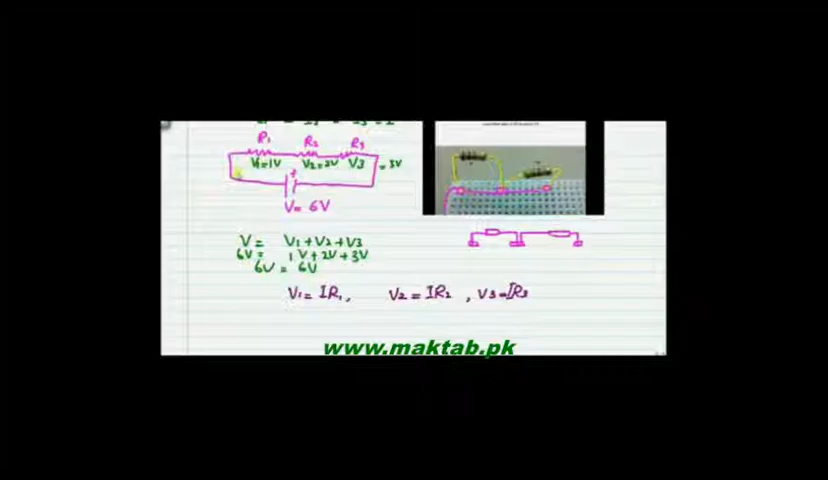 R1 R2 R3
V1=1V V2=2V V3 = 3V
+
V= 6V
V= V1+V2+V3
6V= 1V+2V+3V
6V= 6V
V1= IR1, V2=IR2, V3=IR3
www.maktab.pk